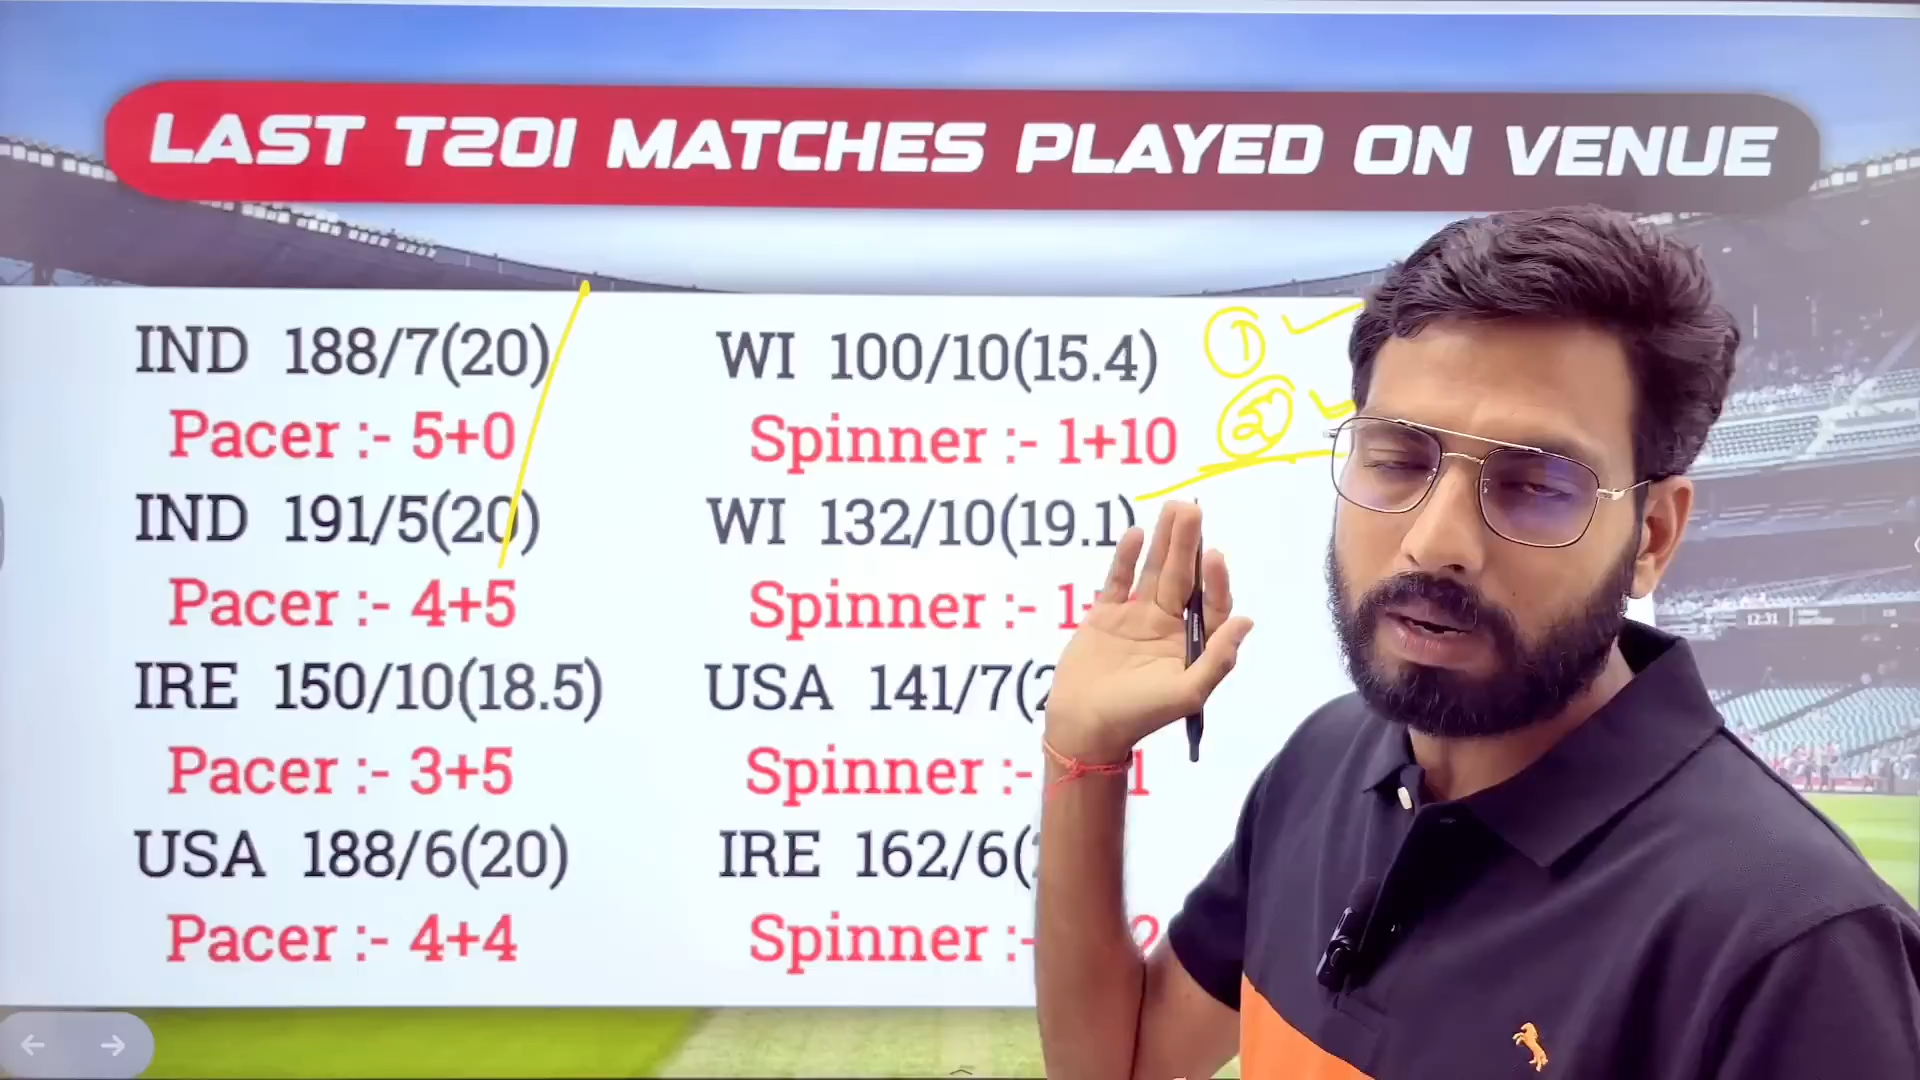 LAST T20I MATCHES PLAYED ON VENUE
IND 188/7(20) WI 100/10(15.4) 1
Pacer :- 5+0 Spinner :- 1+10
IND 191/5(20) WI 132/10(19.1)
Pacer :- 4+5 Spinner :-
IRE 150/10(18.5) USA 141/7
Pacer :- 3+5 Spinner :-
USA 188/6(20) IRE 162/6
Pacer :- 4+4 Spinner :-
12:31